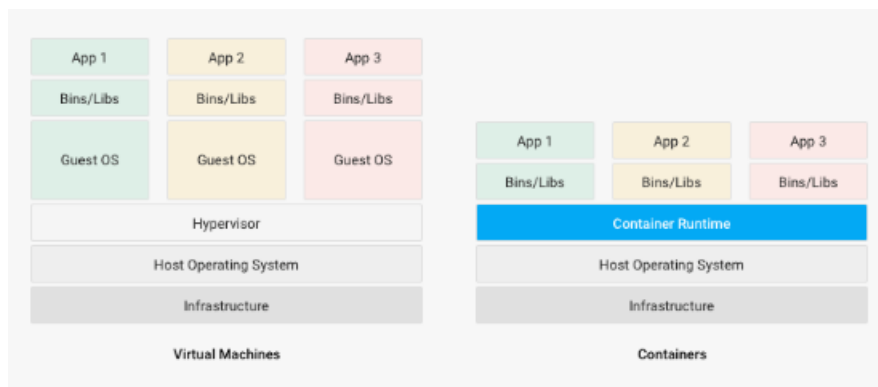 App 1
App 2
App 3
Bins/Libs
Bins/Libs
Bins/Libs
Guest OS
Guest OS
Guest OS
Hypervisor
Host Operating System
Infrastructure
Virtual Machines
App 1
App 2
App 3
Bins/Libs
Bins/Libs
Bins/Libs
Container Runtime
Host Operating System
Infrastructure
Containers